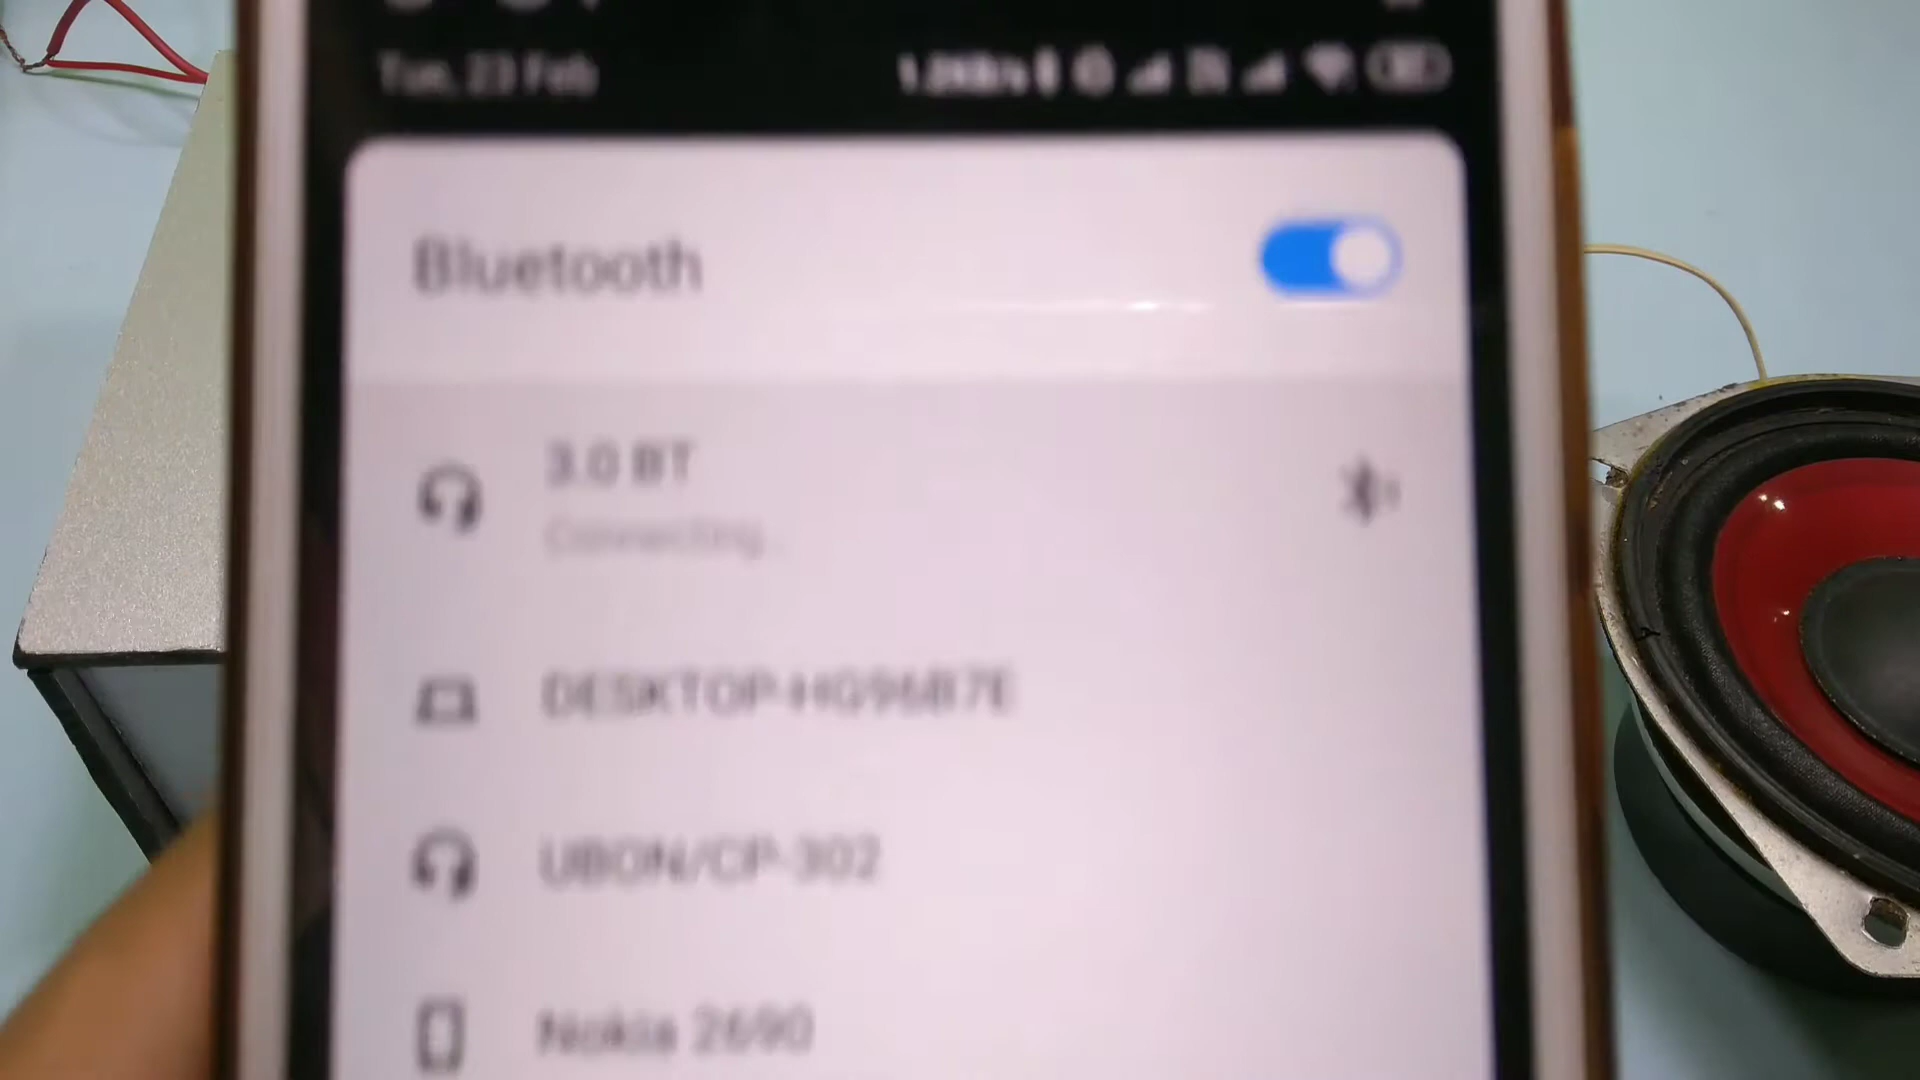 Tue, 23 Feb
Bluetooth
3.0 BT
Connecting...
DESKTOP-HG96B7E
UBON/CP-302
Nokia 2690